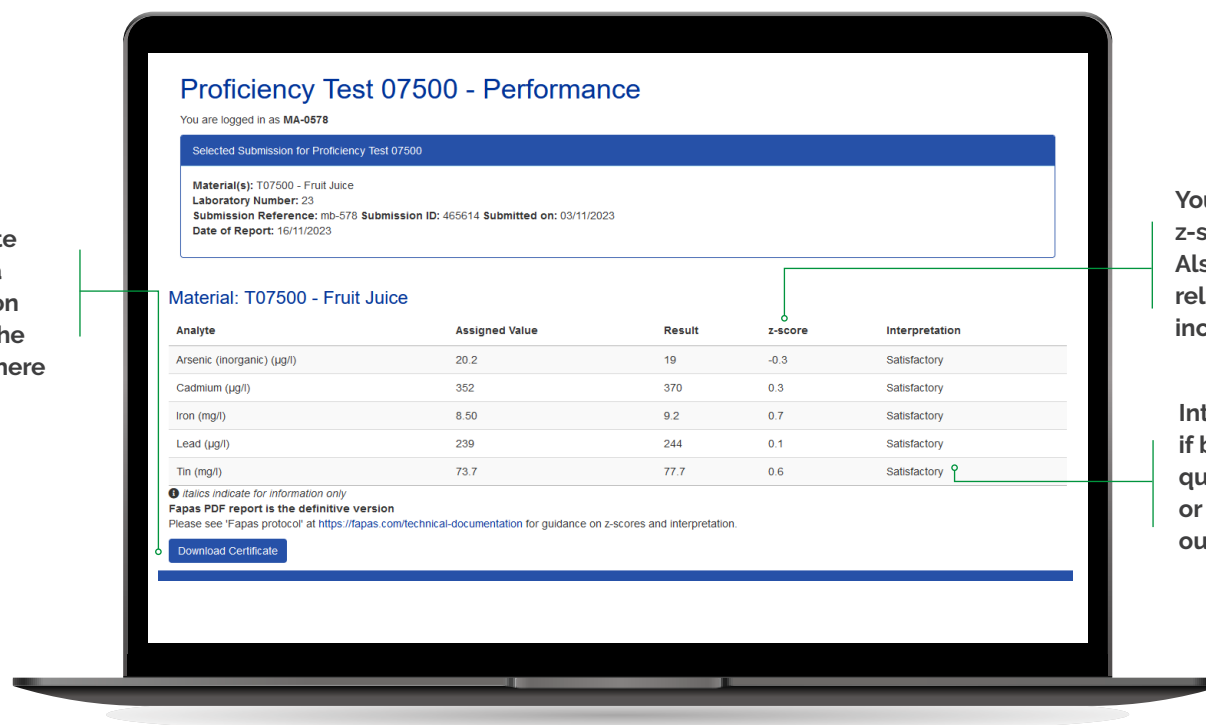 Proficiency Test 07500 - Performance
You are logged in as MA-0578
Selected Submission for Proficiency Test 07500
Material(s): T07500 - Fruit Juice
Laboratory Number: 23
Submission Reference: mb-578 Submission ID: 465614 Submitted on: 03/11/2023
Date of Report: 16/11/2023
Material: T07500 - Fruit Juice
Analyte Assigned Value Result z-score Interpretation
Arsenic (inorganic) (µg/l) 20.2 19 -0.3 Satisfactory
Cadmium (µg/l) 352 370 0.3 Satisfactory
Iron (mg/l) 8.50 9.2 0.7 Satisfactory
Lead (µg/l) 239 244 0.1 Satisfactory
Tin (mg/l) 73.7 77.7 0.6 Satisfactory
italics indicate for information only
Fapas PDF report is the definitive version
Please see 'Fapas protocol' at https://fapas.com/technical-documentation for guidance on z-scores and interpretation.
Download Certificate
if
or